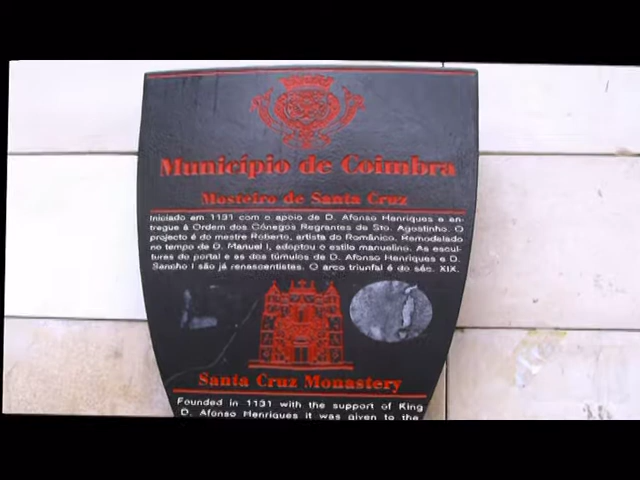 Município de Coimbra
Mosteiro de Santa Cruz
Iniciado em 1131 com o apoio de D. Afonso Henriques e en-
tregue à Ordem dos Cónegos Regrantes de Sto. Agostinho. O
projecto é do mestre Roberto, artista do Românico. Remodelado
no tempo de D. Manuel I, adoptou o estilo manuelino. As escul-
turas do portal e as dos túmulos de D. Afonso Henriques e D.
Sancho I são já renascentistas. O arco triunfal é do séc. XIX.
Santa Cruz Monastery
Founded in 1131 with the support of King
D. Afonso Henriques it was given to the